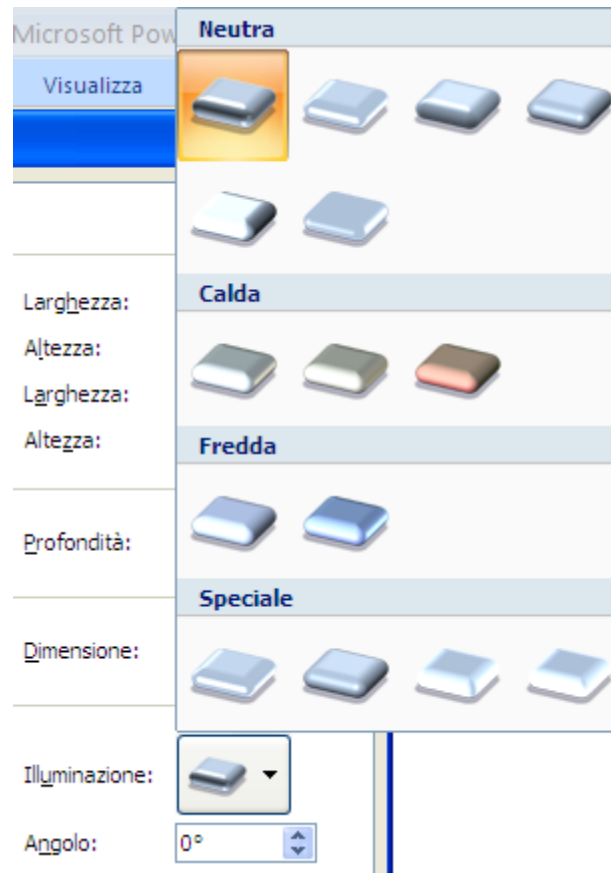 Microsoft Pow
Visualizza
Neutra
Calda
Fredda
Speciale
Larghezza:
Altezza:
Larghezza:
Altezza:
Profondità:
Dimensione:
Illuminazione:
Angolo:
0°